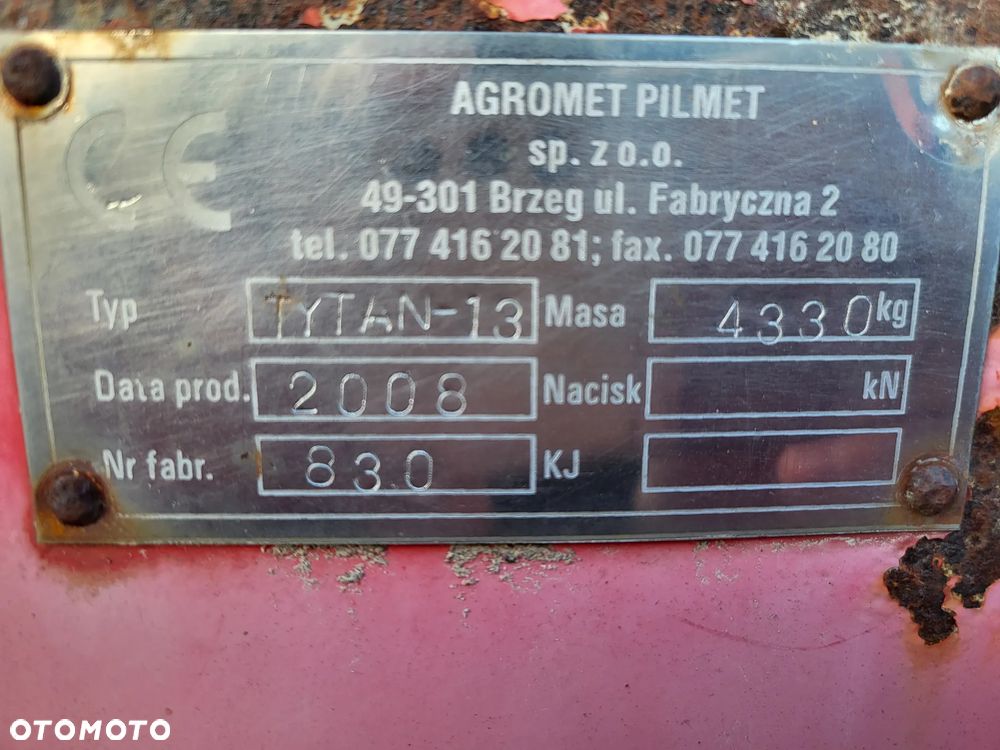 CE
AGROMET PILMET
sp. z o.o.
49-301 Brzeg ul. Fabryczna 2
tel. 077 416 20 81; fax. 077 416 20 80
Typ TYTAN-13 Masa 4330 kg
Data prod. 2008 Nacisk kN
Nr fabr. 830 KJ
OTOMOTO